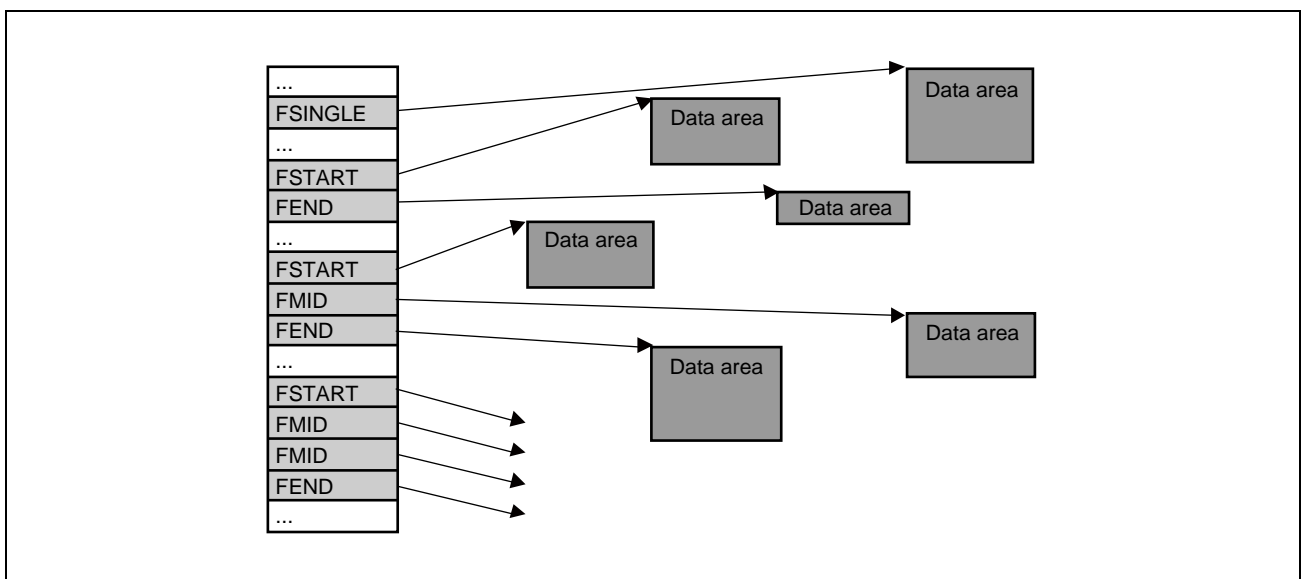 ...
FSINGLE
...
FSTART
FEND
...
FSTART
FMID
FEND
...
FSTART
FMID
FMID
FEND
...
Data area
Data area
Data area
Data area
Data area
Data area